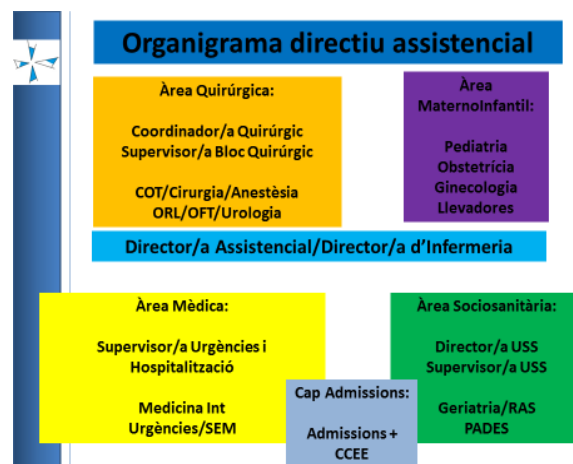 Organigrama directiu assistencial
Àrea Quirúrgica:
Coordinador/a Quirúrgic
Supervisor/a Bloc Quirúrgic
COT/Cirurgia/Anestèsia
ORL/OFT/Urologia
Àrea
MaternoInfantil:
Pediatria
Obstetrícia
Ginecologia
Llevadores
Director/a Assistencial/Director/a d'Infermeria
Àrea Mèdica:
Supervisor/a Urgències i
Hospitalització
Medicina Int
Urgències/SEM
Cap Admissions:
Admissions +
CCEE
Àrea Sociosanitària:
Director/a USS
Supervisor/a USS
Geriatria/RAS
PADES